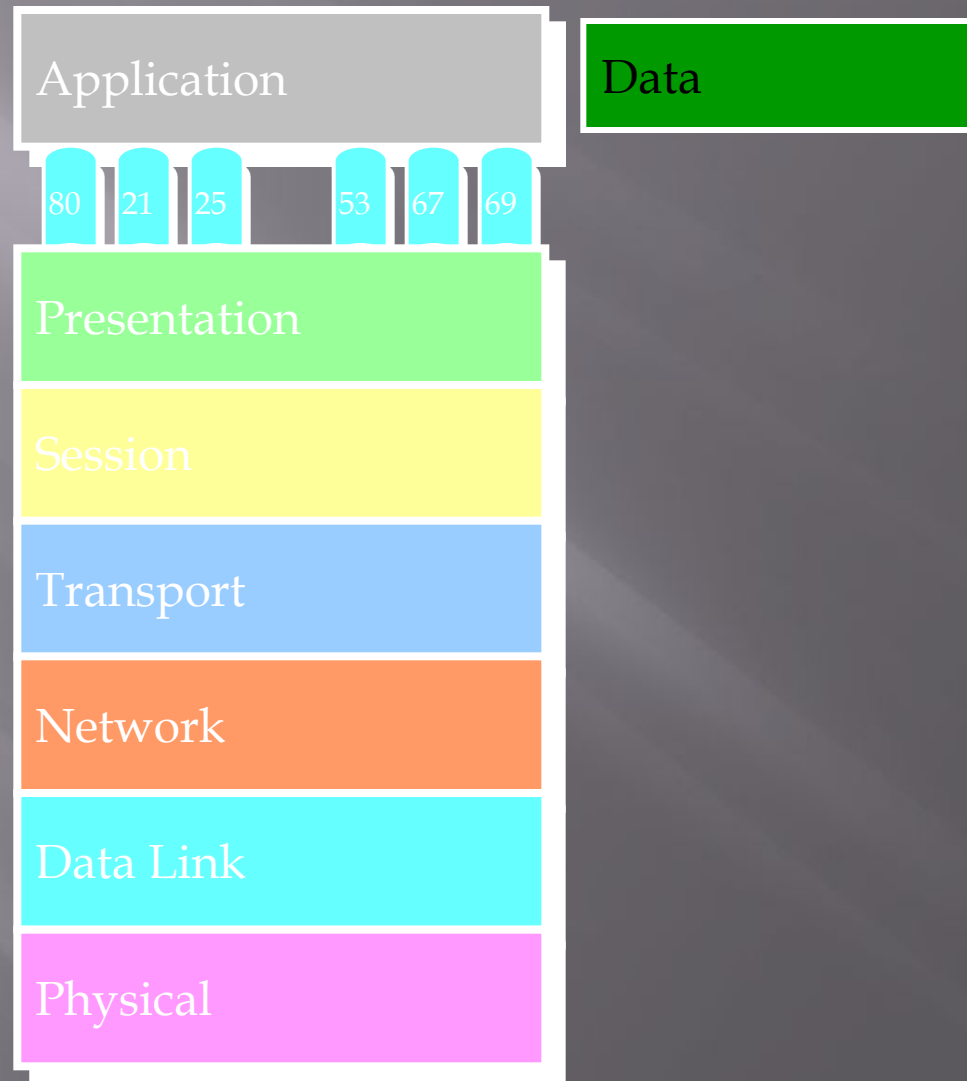 Application
Data
80 21 25 53 67 69
Presentation
Session
Transport
Network
Data Link
Physical